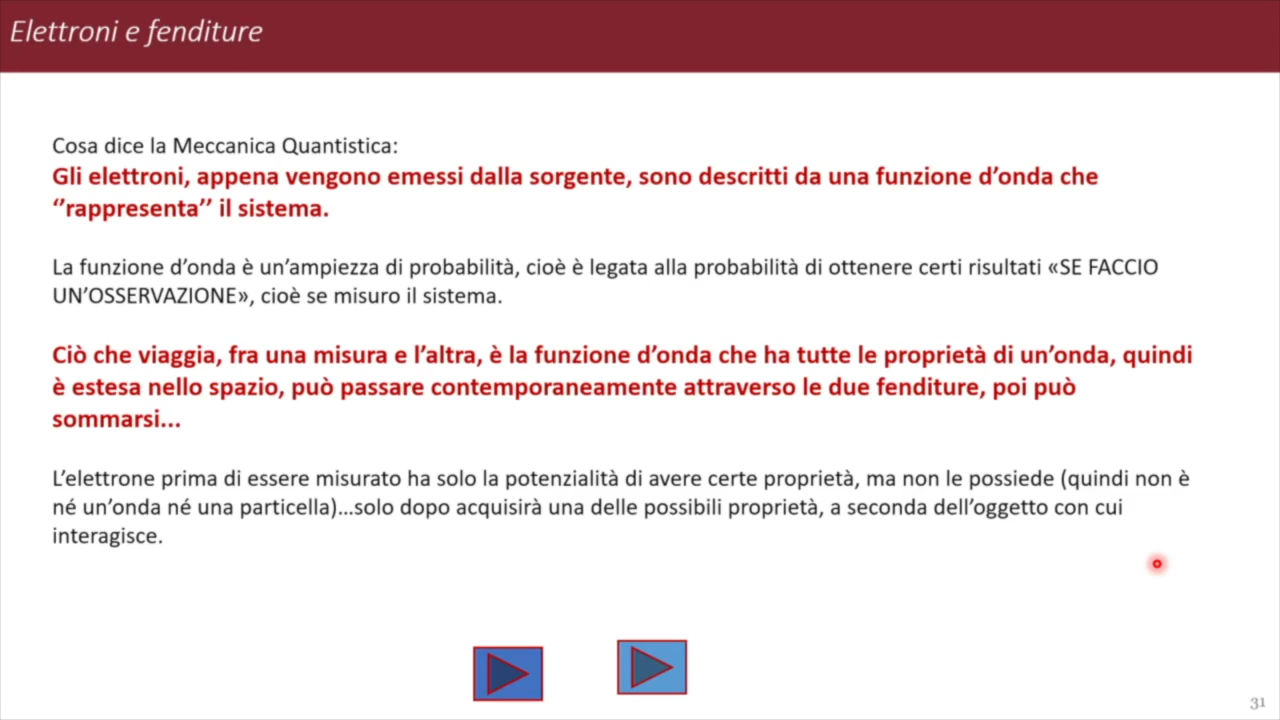 Elettroni e fenditure
Cosa dice la Meccanica Quantistica:
Gli elettroni, appena vengono emessi dalla sorgente, sono descritti da una funzione d’onda che
‘’rappresenta’’ il sistema.
La funzione d’onda è un’ampiezza di probabilità, cioè è legata alla probabilità di ottenere certi risultati «SE FACCIO
UN’OSSERVAZIONE», cioè se misuro il sistema.
Ciò che viaggia, fra una misura e l’altra, è la funzione d’onda che ha tutte le proprietà di un’onda, quindi
è estesa nello spazio, può passare contemporaneamente attraverso le due fenditure, poi può
sommarsi...
L’elettrone prima di essere misurato ha solo la potenzialità di avere certe proprietà, ma non le possiede (quindi non è
né un’onda né una particella)...solo dopo acquisirà una delle possibili proprietà, a seconda dell’oggetto con cui
interagisce.
31